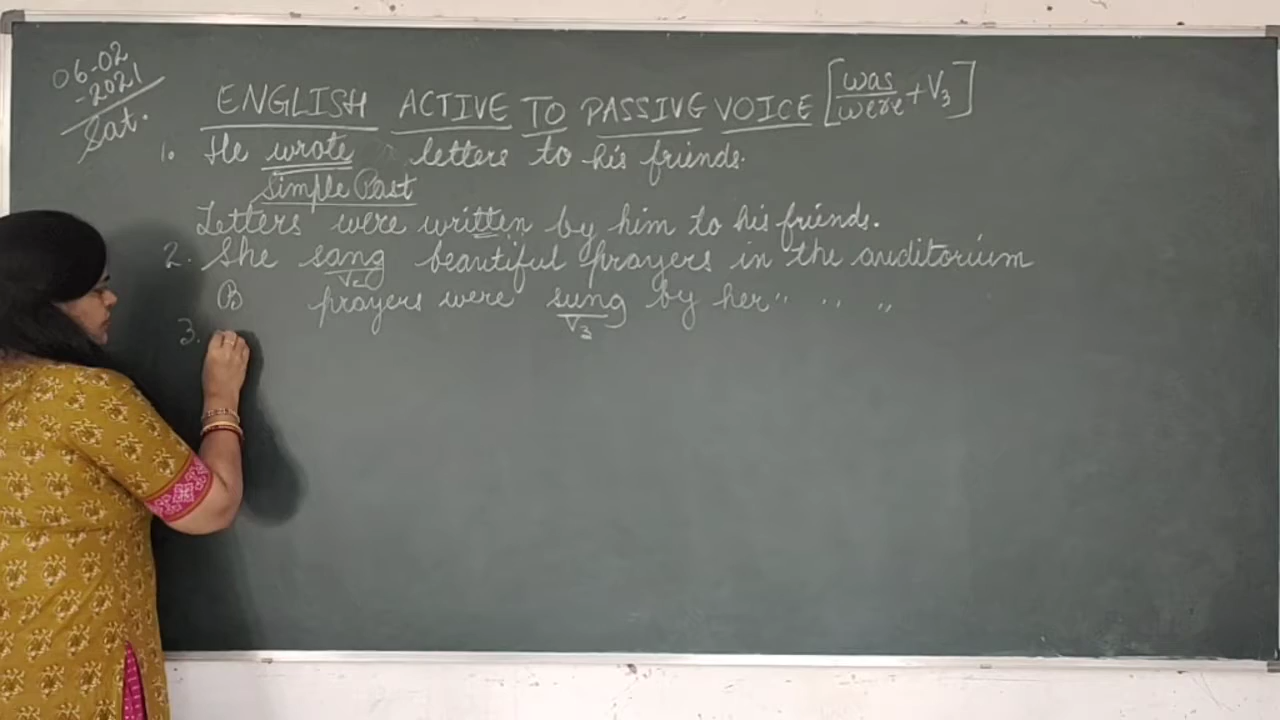 06-02
-2021
Sat.
ENGLISH ACTIVE TO PASSIVE VOICE [was/were + V3]
1. He wrote letters to his friends.
Simple Past
Letters were written by him to his friends.
2. She sang beautiful prayers in the auditorium
V2
B prayers were sung by her " " "
V3
3.